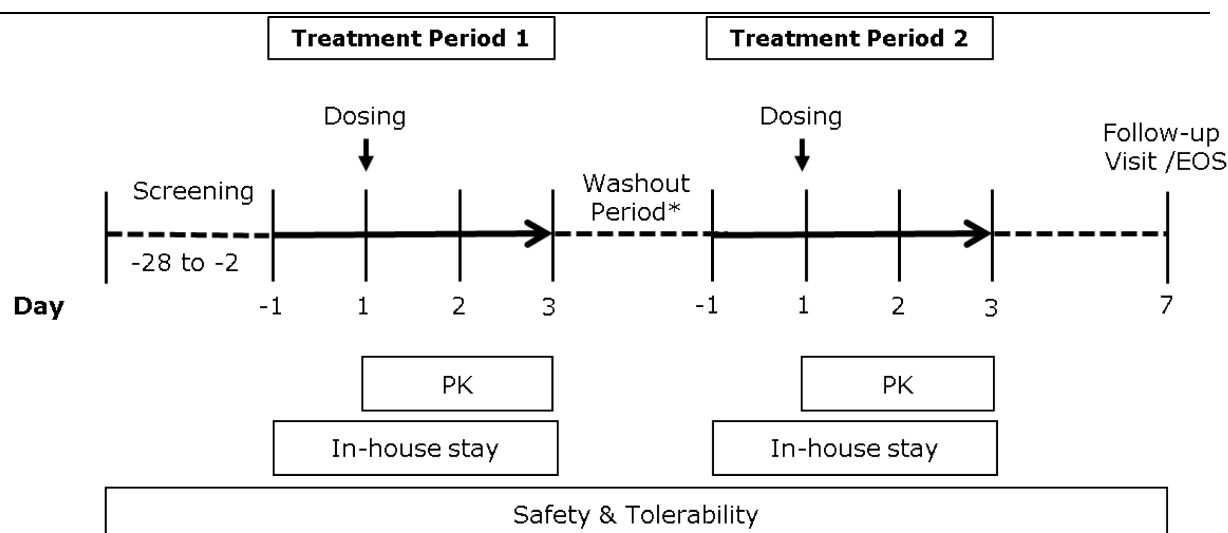 Treatment Period 1
Treatment Period 2
Dosing
Dosing
Follow-up
Visit /EOS
Screening
Washout
Period*
-28 to -2
Day
-1
1
2
3
-1
1
2
3
7
PK
PK
In-house stay
In-house stay
Safety & Tolerability